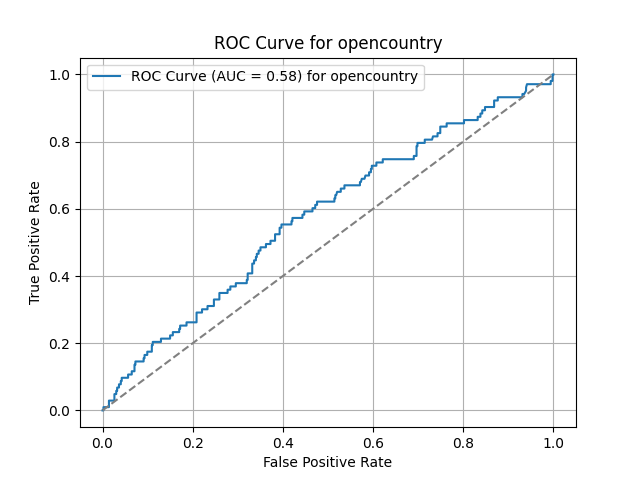 ROC Curve for opencountry
ROC Curve (AUC = 0.58) for opencountry
1.0
0.8
0.6
0.4
0.2
0.0
True Positive Rate
0.0 0.2 0.4 0.6 0.8 1.0
False Positive Rate